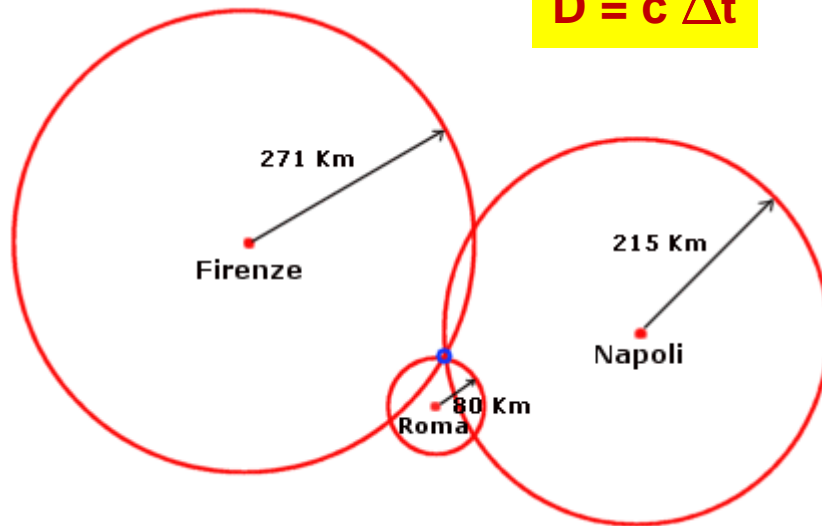 D = c Δt
271 Km
Firenze
215 Km
Napoli
80 Km
Roma